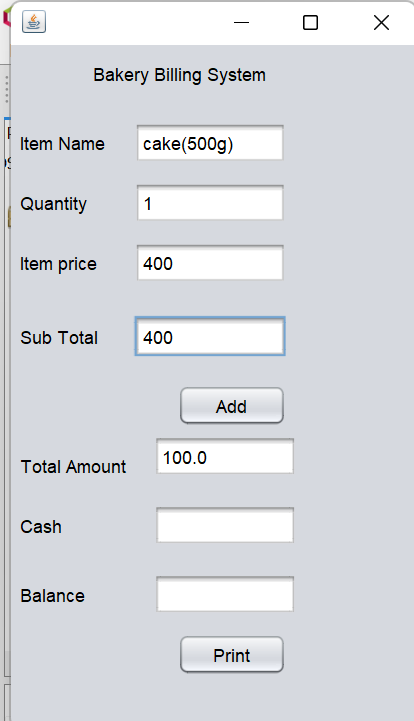 Bakery Billing System
Item Name cake(500g)
Quantity 1
Item price 400
Sub Total 400
Add
Total Amount 100.0
Cash
Balance
Print